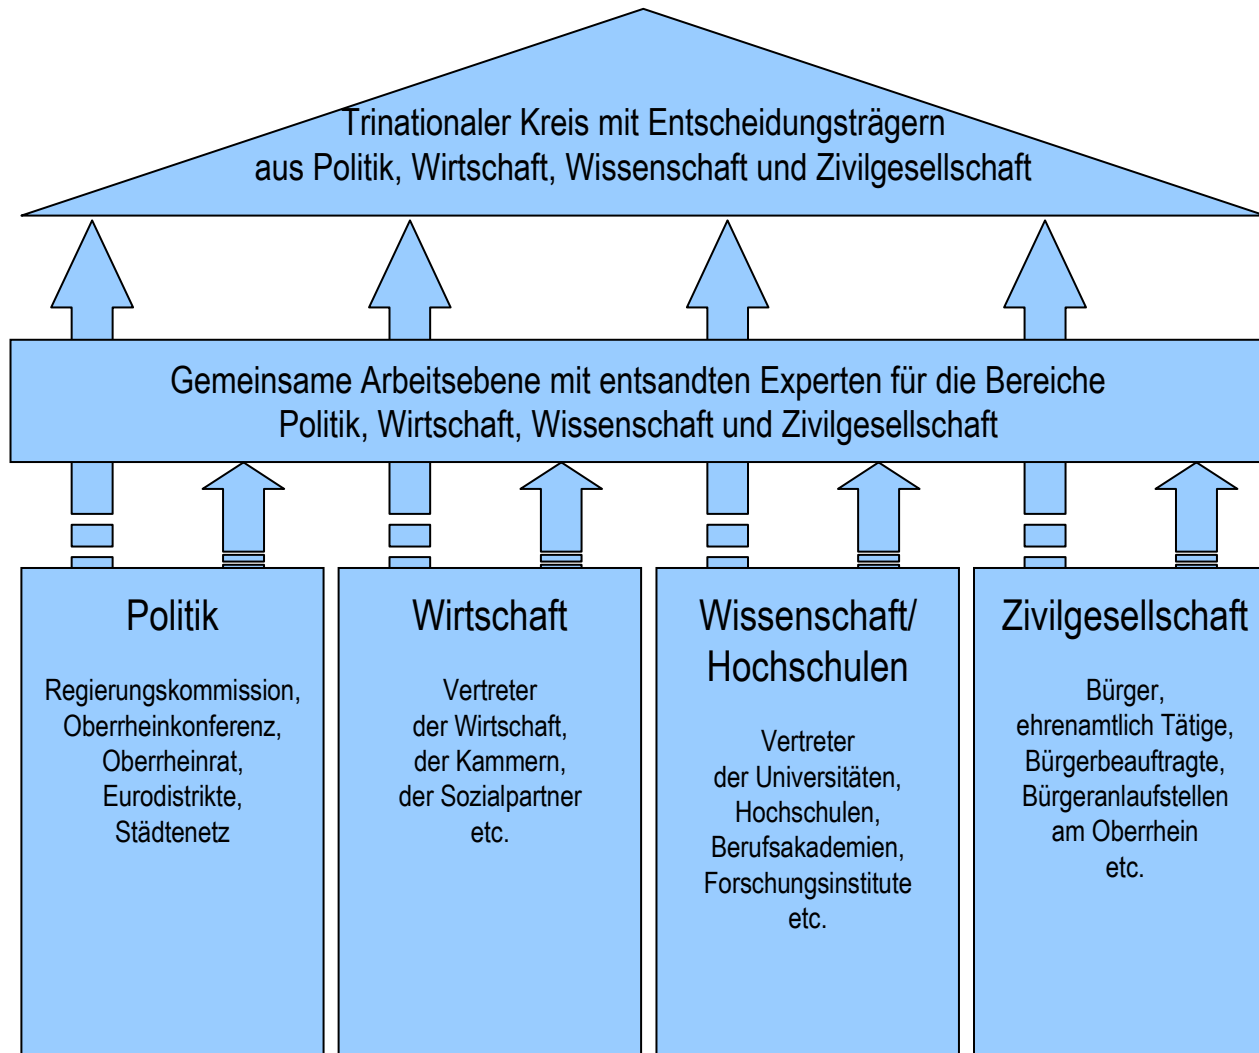 Trinationaler Kreis mit Entscheidungsträgern
aus Politik, Wirtschaft, Wissenschaft und Zivilgesellschaft
Gemeinsame Arbeitsebene mit entsandten Experten für die Bereiche
Politik, Wirtschaft, Wissenschaft und Zivilgesellschaft
Politik
Regierungskommission,
Oberrheinkonferenz,
Oberrheinrat,
Eurodistrikte,
Städtenetz
Wirtschaft
Vertreter
der Wirtschaft,
der Kammern,
der Sozialpartner
etc.
Wissenschaft/
Hochschulen
Vertreter
der Universitäten,
Hochschulen,
Berufsakademien,
Forschungsinstitute
etc.
Zivilgesellschaft
Bürger,
ehrenamtlich Tätige,
Bürgerbeauftragte,
Bürgeranlaufstellen
am Oberrhein
etc.